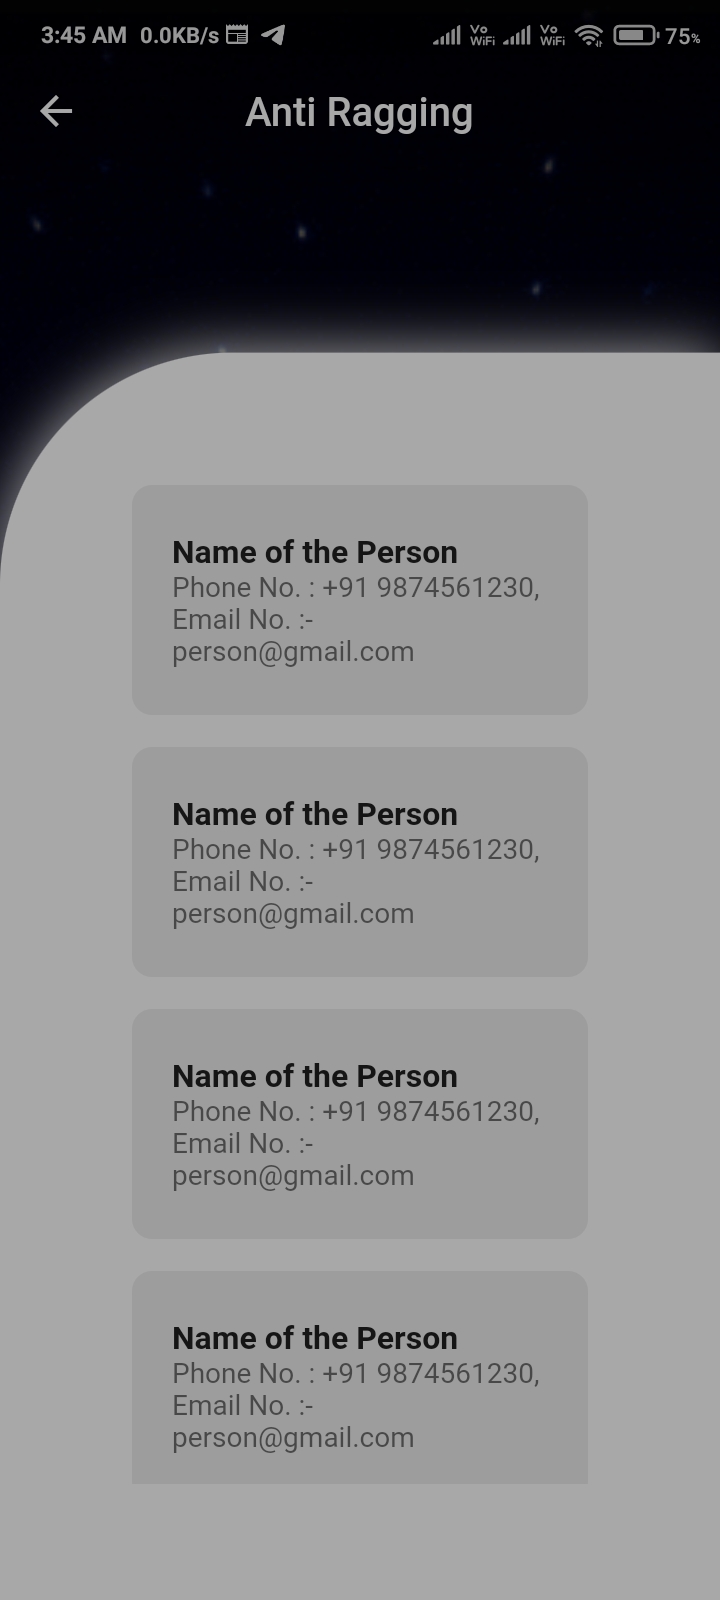 3:45 AM 0.0KB/s Vo WiFi Vo WiFi 75%
Anti Ragging
Name of the Person
Phone No. : +91 9874561230,
Email No. :-
person@gmail.com
Name of the Person
Phone No. : +91 9874561230,
Email No. :-
person@gmail.com
Name of the Person
Phone No. : +91 9874561230,
Email No. :-
person@gmail.com
Name of the Person
Phone No. : +91 9874561230,
Email No. :-
person@gmail.com